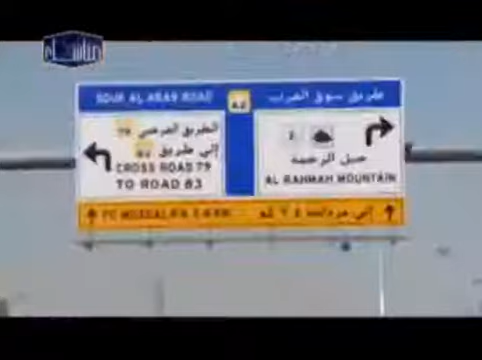 SOUK AL ARAB ROAD
طريق سوق العرب
الطريق العرضي 79
إلى طريق
CROSS ROAD 79
TO ROAD 83
جبل الرحمة
AL RAHMAH MOUNTAIN
TO
إلى مزدلفة